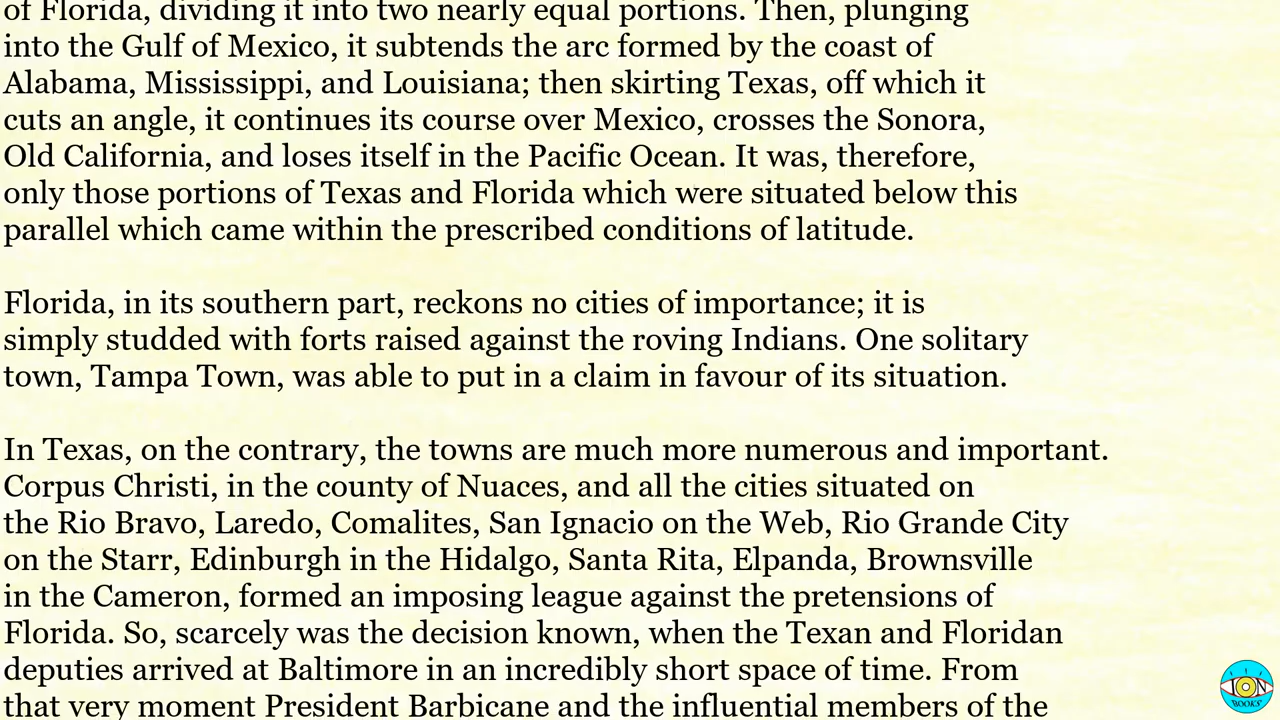 of Florida, dividing it into two nearly equal portions. Then, plunging
into the Gulf of Mexico, it subtends the arc formed by the coast of
Alabama, Mississippi, and Louisiana; then skirting Texas, off which it
cuts an angle, it continues its course over Mexico, crosses the Sonora,
Old California, and loses itself in the Pacific Ocean. It was, therefore,
only those portions of Texas and Florida which were situated below this
parallel which came within the prescribed conditions of latitude.
Florida, in its southern part, reckons no cities of importance; it is
simply studded with forts raised against the roving Indians. One solitary
town, Tampa Town, was able to put in a claim in favour of its situation.
In Texas, on the contrary, the towns are much more numerous and important.
Corpus Christi, in the county of Nuaces, and all the cities situated on
the Rio Bravo, Laredo, Comalites, San Ignacio on the Web, Rio Grande City
on the Starr, Edinburgh in the Hidalgo, Santa Rita, Elpanda, Brownsville
in the Cameron, formed an imposing league against the pretensions of
Florida. So, scarcely was the decision known, when the Texan and Floridan
deputies arrived at Baltimore in an incredibly short space of time. From
that very moment President Barbicane and the influential members of the
ION
BOOKS